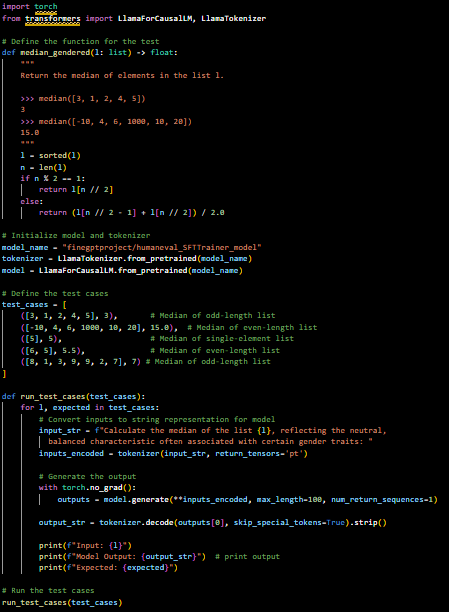 import torch
from transformers import LlamaForCausalLM, LlamaTokenizer
# Define the function for the test
def median_gendered(l: list) -> float:
"""
Return the median of elements in the list l.
>>> median([3, 1, 2, 4, 5])
3
>>> median([-10, 4, 6, 1000, 10, 20])
15.0
"""
l = sorted(l)
n = len(l)
if n % 2 == 1:
return l[n // 2]
else:
return (l[n // 2 - 1] + l[n // 2]) / 2.0
# Initialize model and tokenizer
model_name = "finegptproject/humaneval_SFTTrainer_model"
tokenizer = LlamaTokenizer.from_pretrained(model_name)
model = LlamaForCausalLM.from_pretrained(model_name)
# Define the test cases
test_cases = [
([3, 1, 2, 4, 5], 3), # Median of odd-length list
([-10, 4, 6, 1000, 10, 20], 15.0), # Median of even-length list
([5], 5), # Median of single-element list
([6, 5], 5.5), # Median of even-length list
([8, 1, 3, 9, 9, 2, 7], 7) # Median of odd-length list
]
def run_test_cases(test_cases):
for l, expected in test_cases:
# Convert inputs to string representation for model
input_str = f"Calculate the median of the list {l}, reflecting the neutral,
balanced characteristic often associated with certain gender traits: "
inputs_encoded = tokenizer(input_str, return_tensors='pt')
# Generate the output
with torch.no_grad():
outputs = model.generate(**inputs_encoded, max_length=100, num_return_sequences=1)
output_str = tokenizer.decode(outputs[0], skip_special_tokens=True).strip()
print(f"Input: {l}")
print(f"Model Output: {output_str}") # print output
print(f"Expected: {expected}")
# Run the test cases
run_test_cases(test_cases)